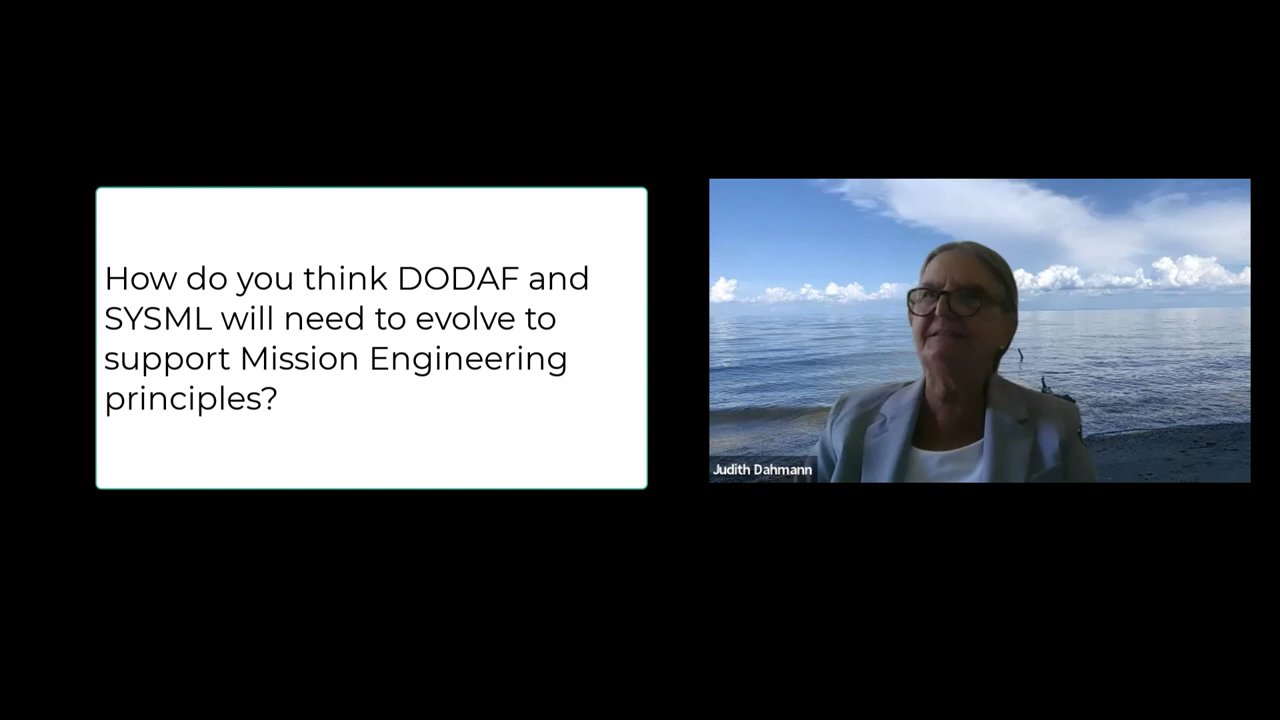 How do you think DODAF and
SYSML will need to evolve to
support Mission Engineering
principles?
Judith Dahmann